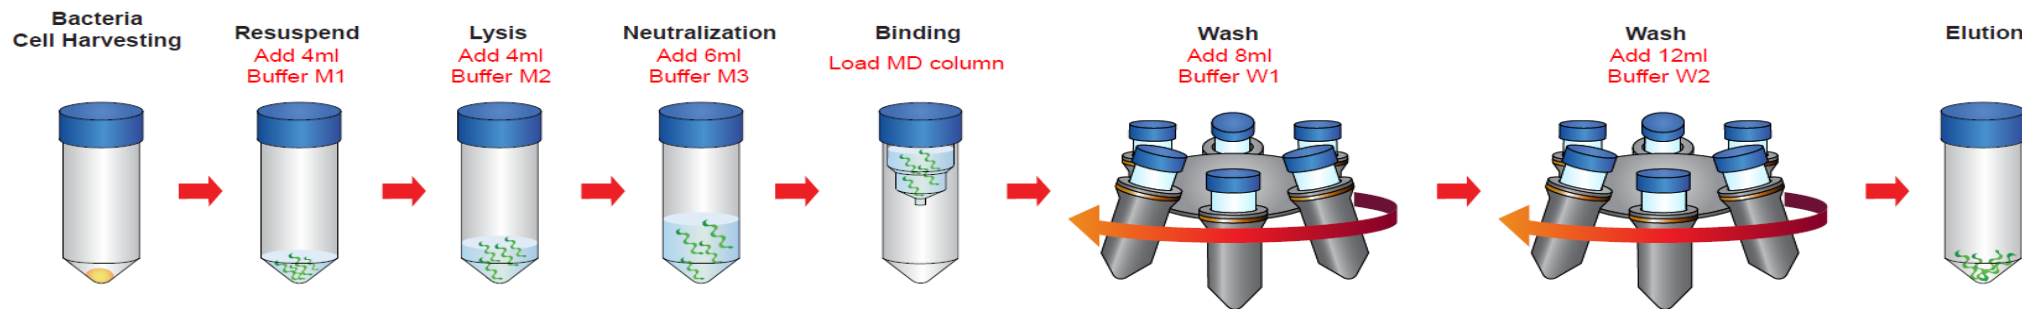 Bacteria
Cell Harvesting
Resuspend
Add 4ml
Buffer M1
Lysis
Add 4ml
Buffer M2
Neutralization
Add 6ml
Buffer M3
Binding
Load MD column
Wash
Add 8ml
Buffer W1
Wash
Add 12ml
Buffer W2
Elution